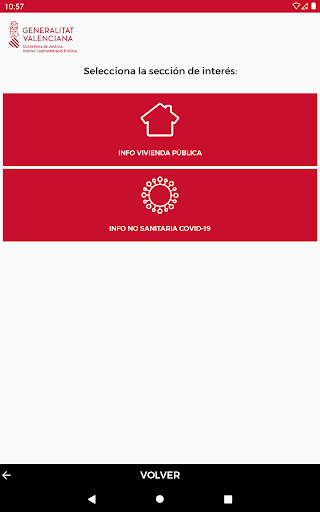 10:57
GENERALITAT
VALENCIANA
Conselleria de Justícia,
Interior i Administració Pública
Selecciona la sección de interés:
INFO VIVIENDA PÚBLICA
INFO NO SANITARIA COVID-19
VOLVER